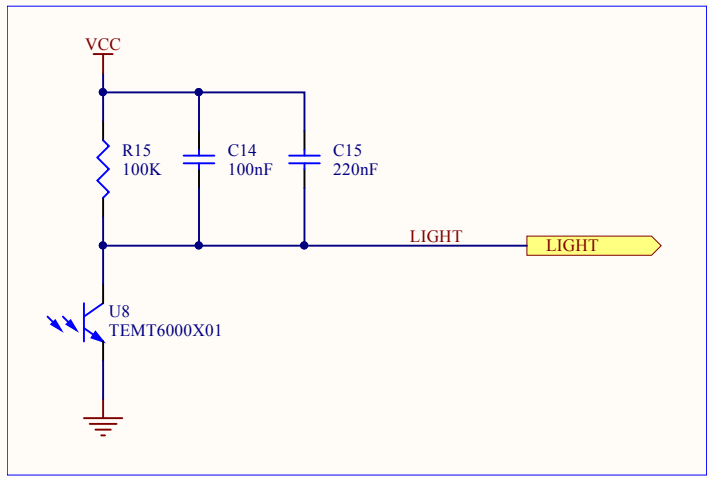 VCC
R15
100K
C14
100nF
C15
220nF
LIGHT
LIGHT
U8
TEMT6000X01